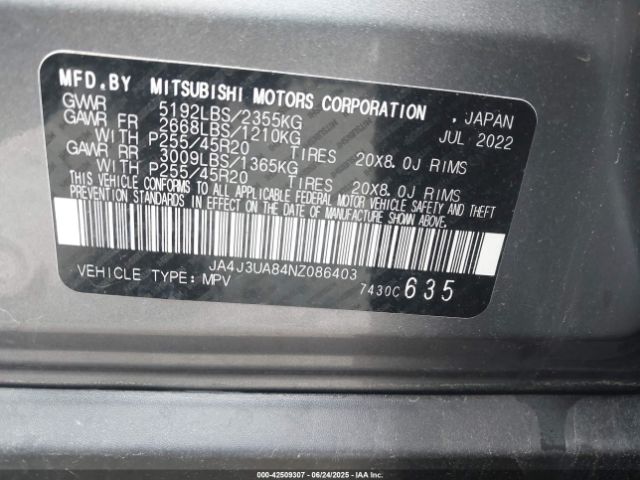 MFD.BY MITSUBISHI MOTORS CORPORATION , JAPAN
GVWR 5192LBS/2355KG JUL 2022
GAWR FR 2668LBS/1210KG
WITH P255/45R20 TIRES 20X8.0J RIMS
GAWR RR 3009LBS/1365KG
WITH P255/45R20 TIRES 20X8.0J RIMS
THIS VEHICLE CONFORMS TO ALL APPLICABLE FEDERAL MOTOR VEHICLE SAFETY AND THEFT
PREVENTION STANDARDS IN EFFECT ON THE DATE OF MANUFACTURE SHOWN ABOVE.
JA4J3UA84NZ086403
VEHICLE TYPE: MPV 7430C 635
000-42509307 - 06/24/2025 - IAAI.COM